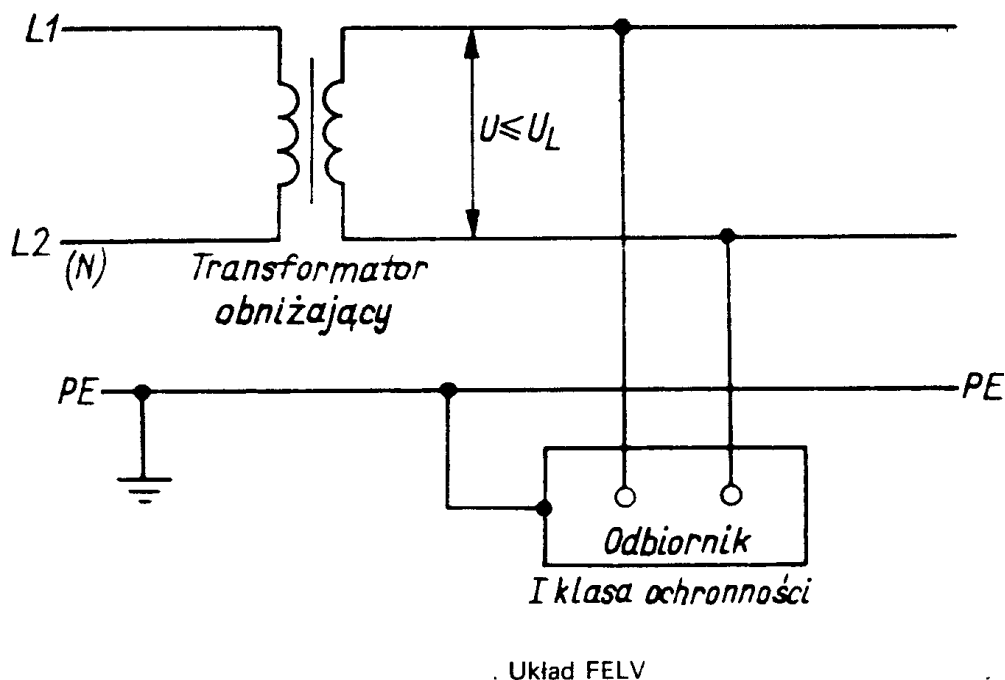 L1
U≤U_L
L2
(N)
Transformator
obniżający
PE
PE
Odbiornik
I klasa ochronności
. Układ FELV